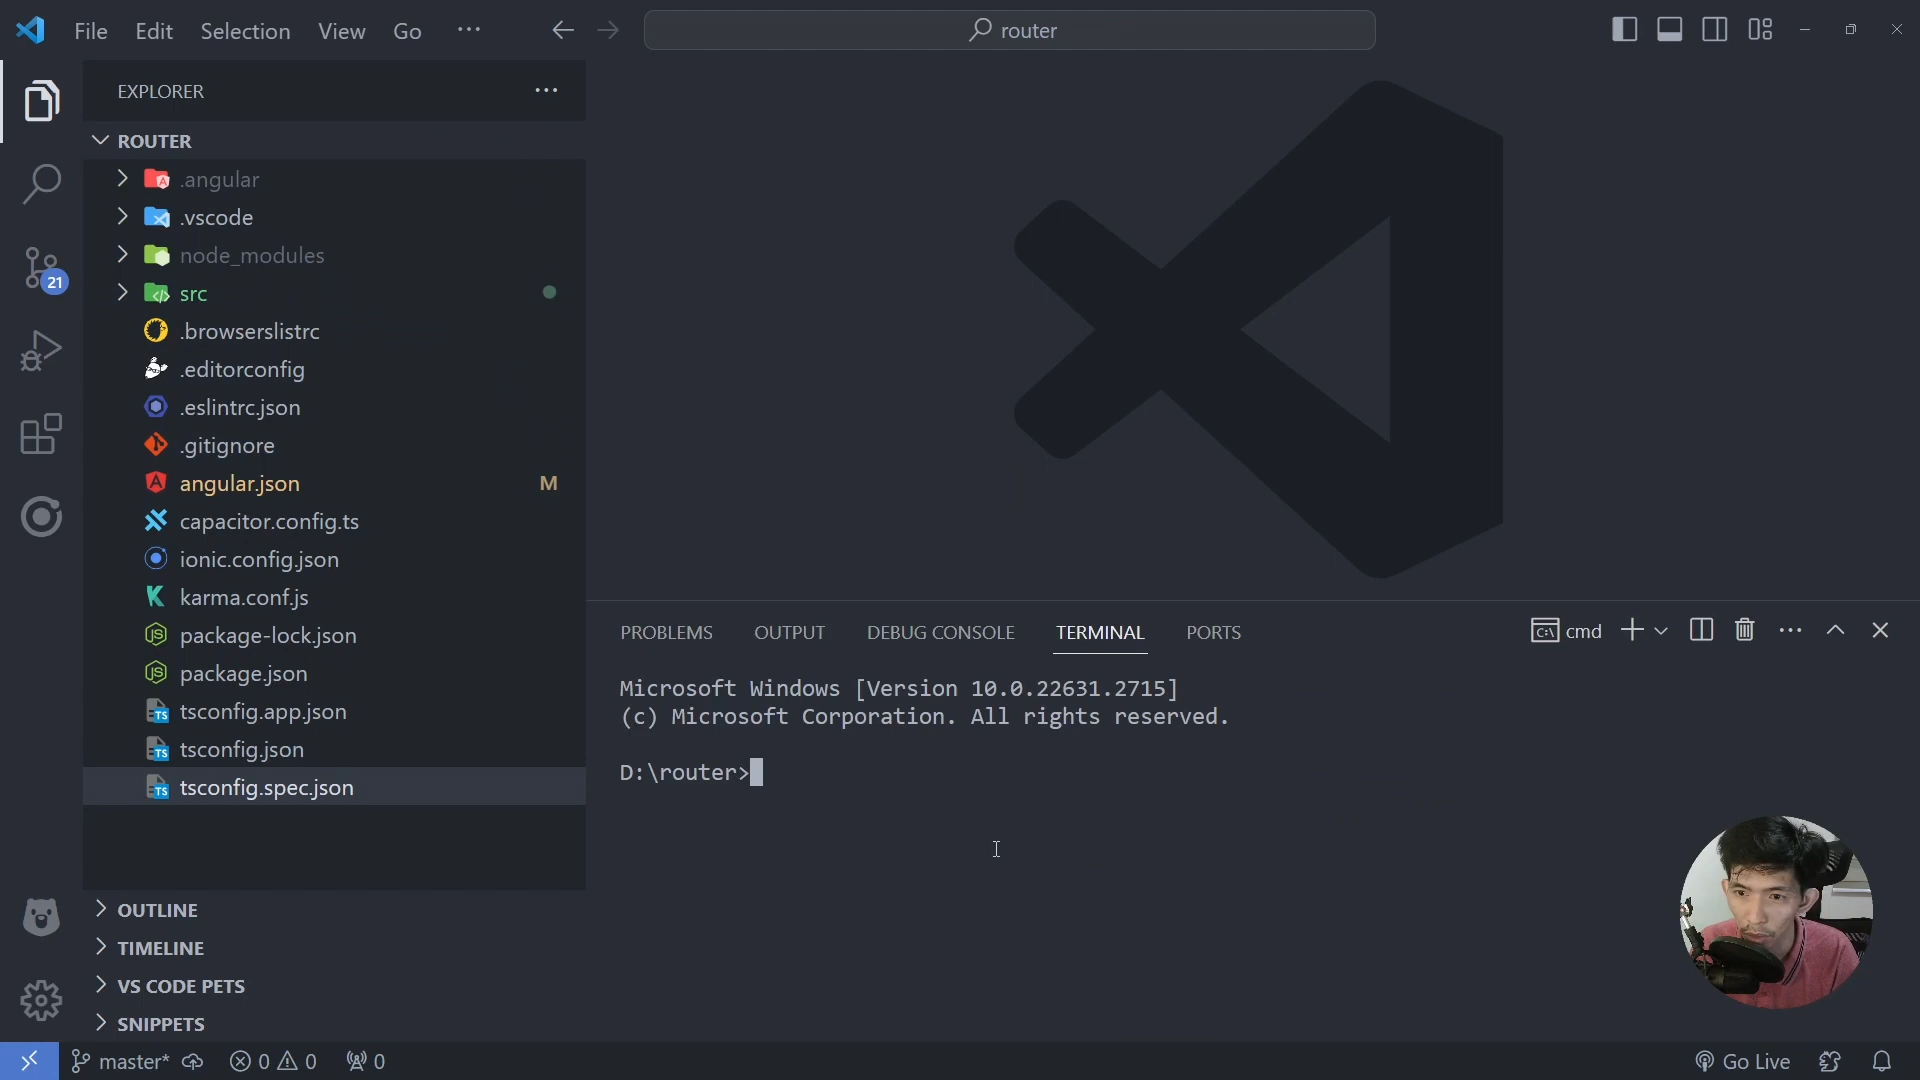 File Edit Selection View Go ··· router
EXPLORER ···
ROUTER
.angular
.vscode
node_modules
src
.browserslistrc
.editorconfig
.eslintrc.json
.gitignore
angular.json M
capacitor.config.ts
ionic.config.json
karma.conf.js
package-lock.json
package.json
tsconfig.app.json
tsconfig.json
tsconfig.spec.json
OUTLINE
TIMELINE
VS CODE PETS
SNIPPETS
21
PROBLEMS OUTPUT DEBUG CONSOLE TERMINAL PORTS cmd
Microsoft Windows [Version 10.0.22631.2715]
(c) Microsoft Corporation. All rights reserved.
D:\router>
master* 0 0 0 Go Live